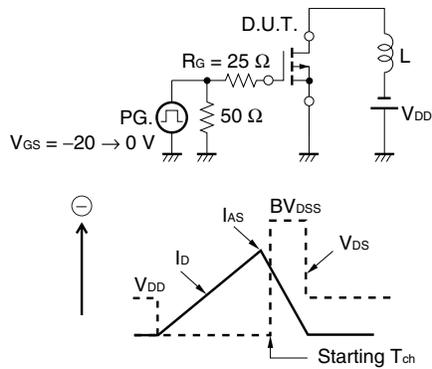 D.U.T.
RG = 25 Ω
L
PG.
50 Ω
VDD
VGS = −20 → 0 V
−
IAS
BVDSS
ID
VDS
VDD
Starting Tch